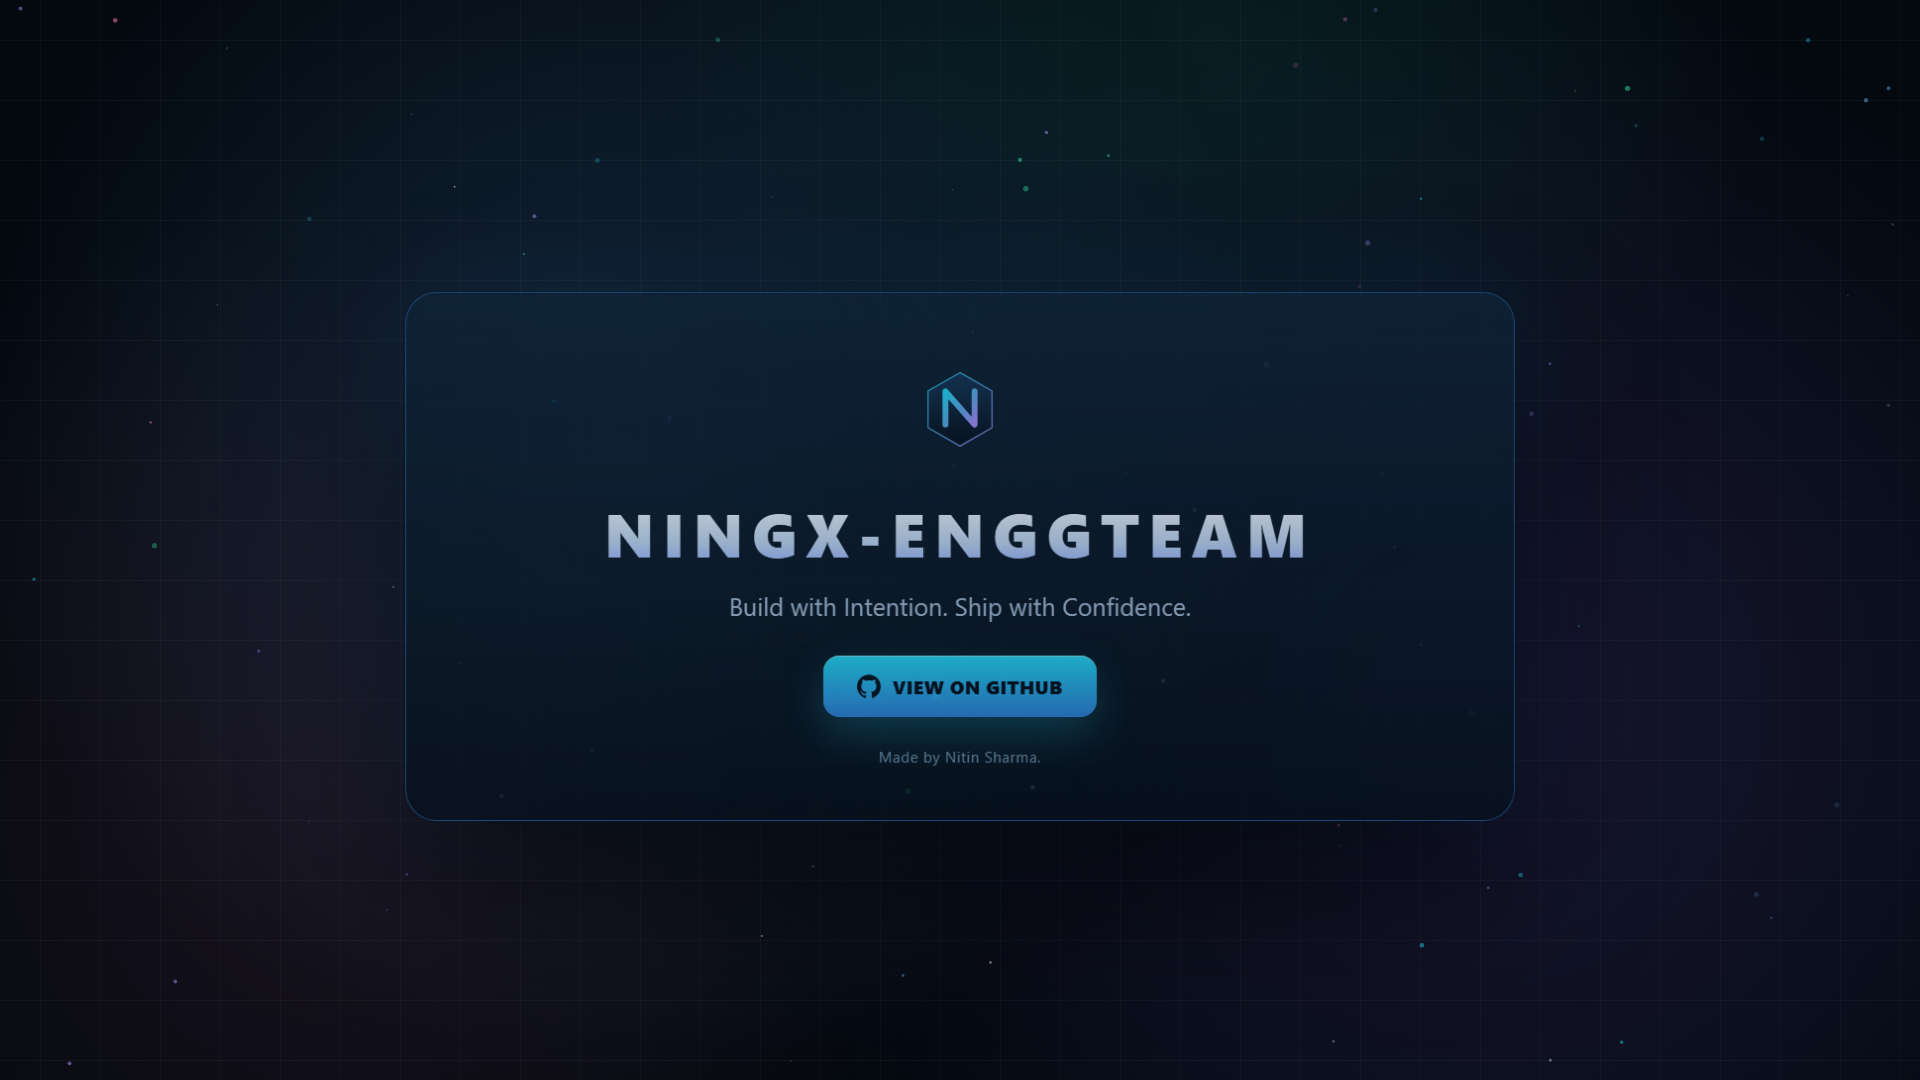 N
NINGX-ENGGTEAM
Build with Intention. Ship with Confidence.
VIEW ON GITHUB
Made by Nitin Sharma.